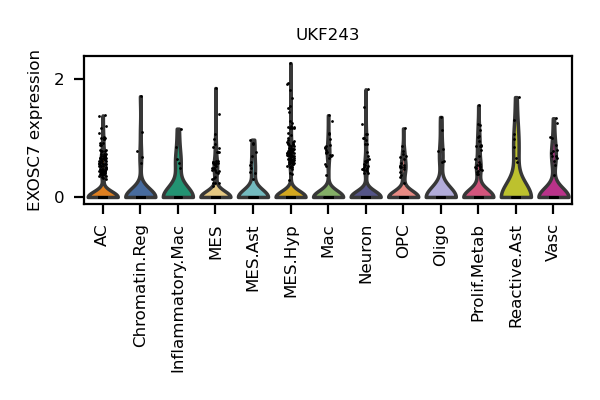 UKF243
EXOSC7 expression
2
0
AC
Chromatin.Reg
Inflammatory.Mac
MES
MES.Ast
MES.Hyp
Mac
Neuron
OPC
Oligo
Prolif.Metab
Reactive.Ast
Vasc